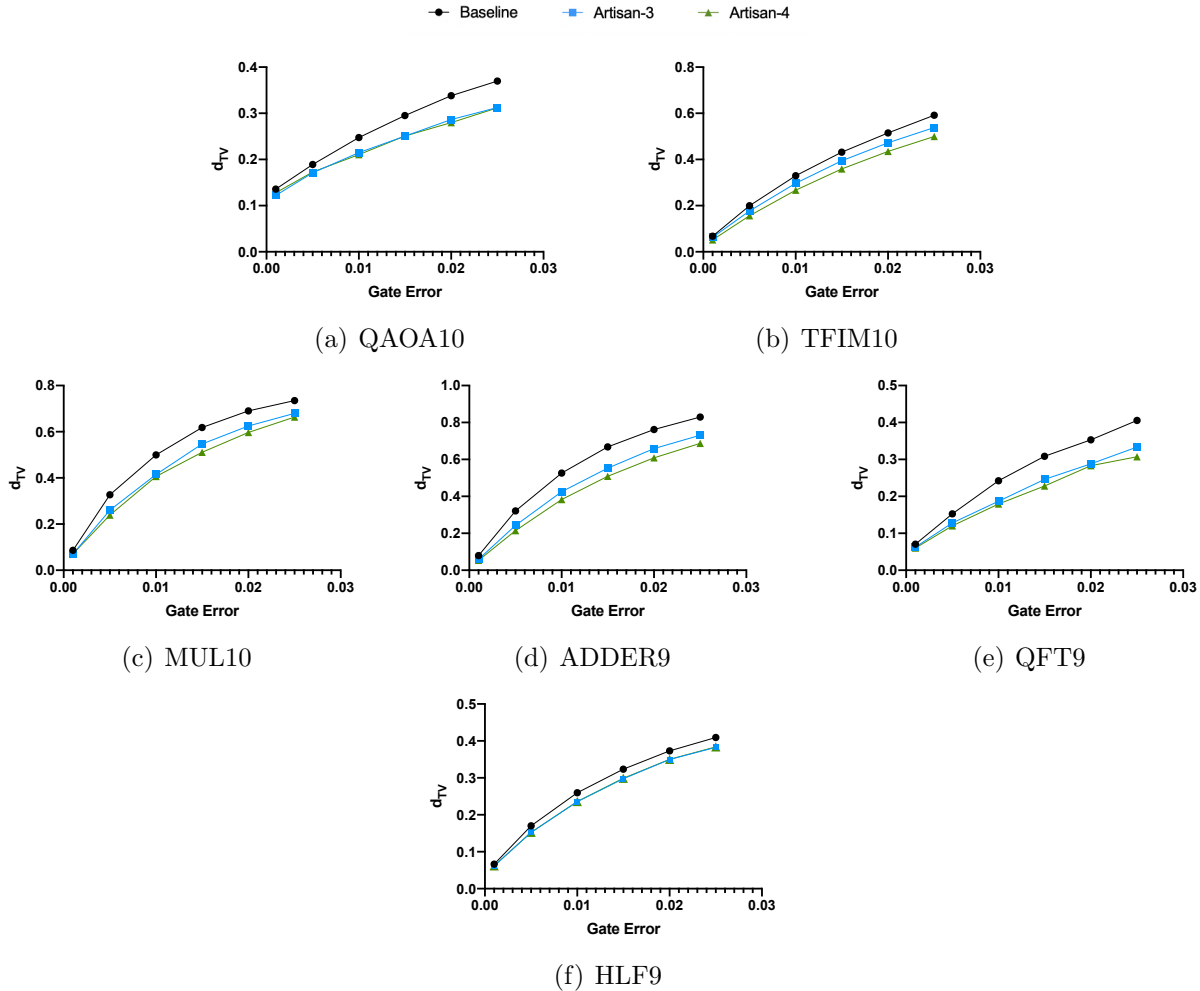 Baseline Artisan-3 Artisan-4
0.4
0.3
0.2
0.1
0.0
dTV
0.00 0.01 0.02 0.03
Gate Error
(a) QAOA10
0.8
0.6
0.4
0.2
0.0
dTV
0.00 0.01 0.02 0.03
Gate Error
(b) TFIM10
0.8
0.6
0.4
0.2
0.0
dTV
0.00 0.01 0.02 0.03
Gate Error
(c) MUL10
1.0
0.8
0.6
0.4
0.2
0.0
dTV
0.00 0.01 0.02 0.03
Gate Error
(d) ADDER9
0.5
0.4
0.3
0.2
0.1
0.0
dTV
0.00 0.01 0.02 0.03
Gate Error
(e) QFT9
0.5
0.4
0.3
0.2
0.1
0.0
dTV
0.00 0.01 0.02 0.03
Gate Error
(f) HLF9